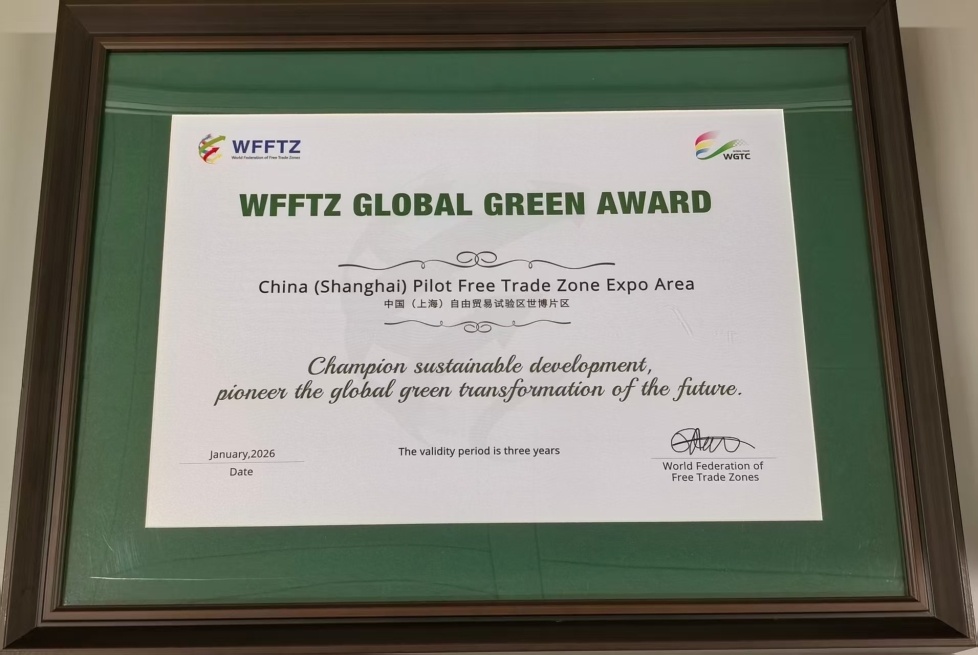 WFFTZ
World Federation of Free Trade Zones
WGTC
WFFTZ GLOBAL GREEN AWARD
China (Shanghai) Pilot Free Trade Zone Expo Area
中国（上海）自由贸易试验区世博片区
Champion sustainable development,
pioneer the global green transformation of the future.
January,2026
Date
The validity period is three years
World Federation of
Free Trade Zones